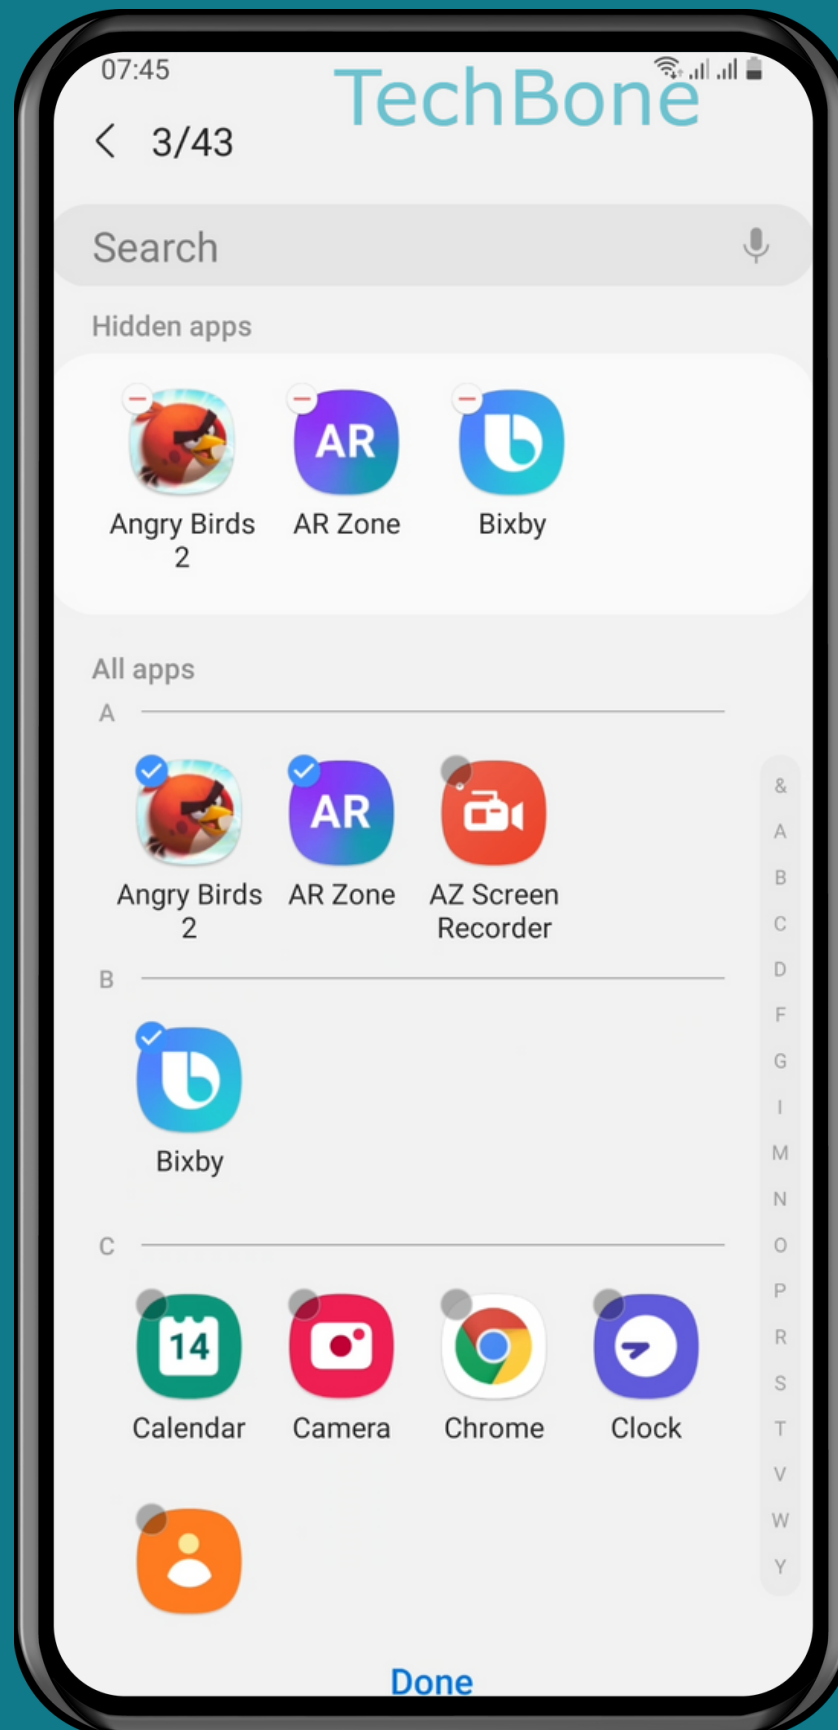 07:45
TechBone
3/43
Search
Hidden apps
AR
Angry Birds
2
AR Zone
Bixby
All apps
A
AR
Angry Birds
2
AR Zone
AZ Screen
Recorder
B
Bixby
C
14
Calendar
Camera
Chrome
Clock
&
A
B
C
D
F
G
I
M
N
O
P
R
S
T
V
W
Y
Done